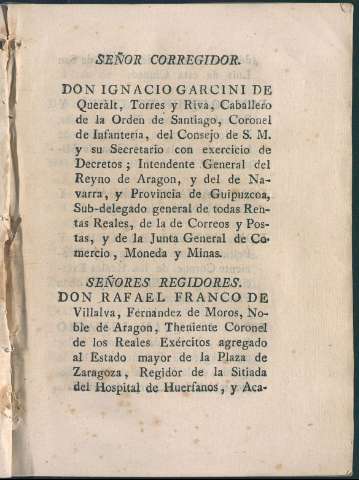 SEÑOR CORREGIDOR.
DON IGNACIO GARCINI DE
Queràlt, Torres y Riva, Caballero
de la Orden de Santiago, Coronel
de Infanteria, del Consejo de S. M.
y su Secretario con exercicio de
Decretos; Intendente General del
Reyno de Aragon, y del de Na-
varra, y Provincia de Guipuzcoa,
Sub-delegado general de todas Ren-
tas Reales, de la de Correos y Pos-
tas, y de la Junta General de Co-
mercio, Moneda y Minas.
SEÑORES REGIDORES.
DON RAFAEL FRANCO DE
Villalva, Fernandez de Moros, No-
ble de Aragon, Theniente Coronel
de los Reales Exércitos agregado
al Estado mayor de la Plaza de
Zaragoza, Regidor de la Sitiada
del Hospital de Huerfanos, y Aca-